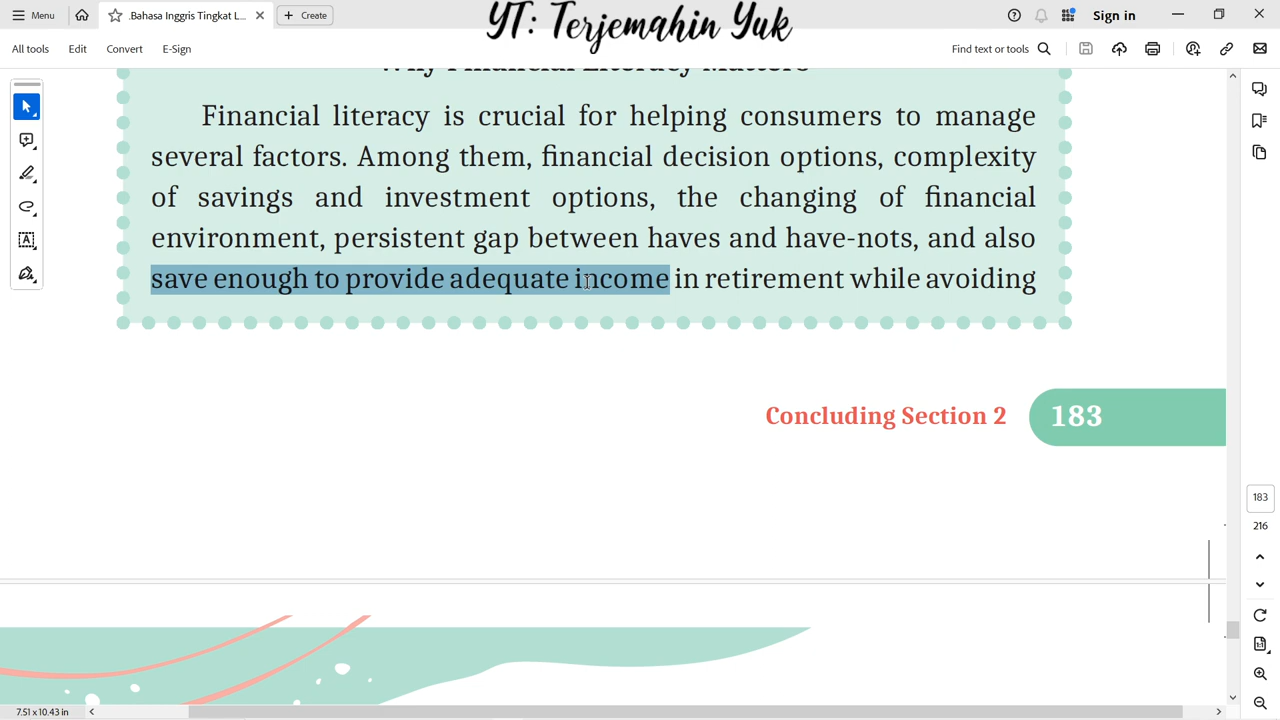 Menu
.Bahasa Inggris Tingkat L...
Create
YT: Terjemahin Yuk
Sign in
All tools
Edit
Convert
E-Sign
Find text or tools
Why Financial Literacy Matters
Financial literacy is crucial for helping consumers to manage
several factors. Among them, financial decision options, complexity
of savings and investment options, the changing of financial
environment, persistent gap between haves and have-nots, and also
save enough to provide adequate income in retirement while avoiding
Concluding Section 2
183
183
216
7.51 x 10.43 in